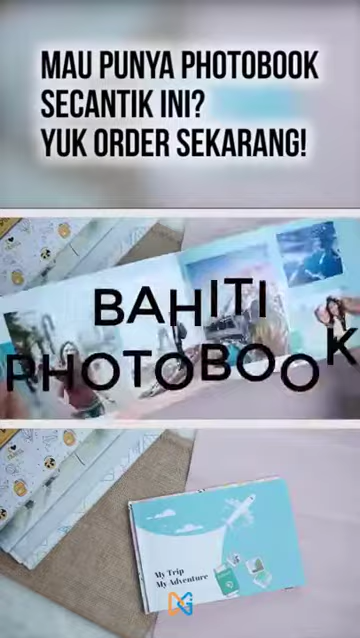 MAU PUNYA PHOTOBOOK
SECANTIK INI?
YUK ORDER SEKARANG!
BAHITI
PHOTOBOOK
My Trip
My Adventure